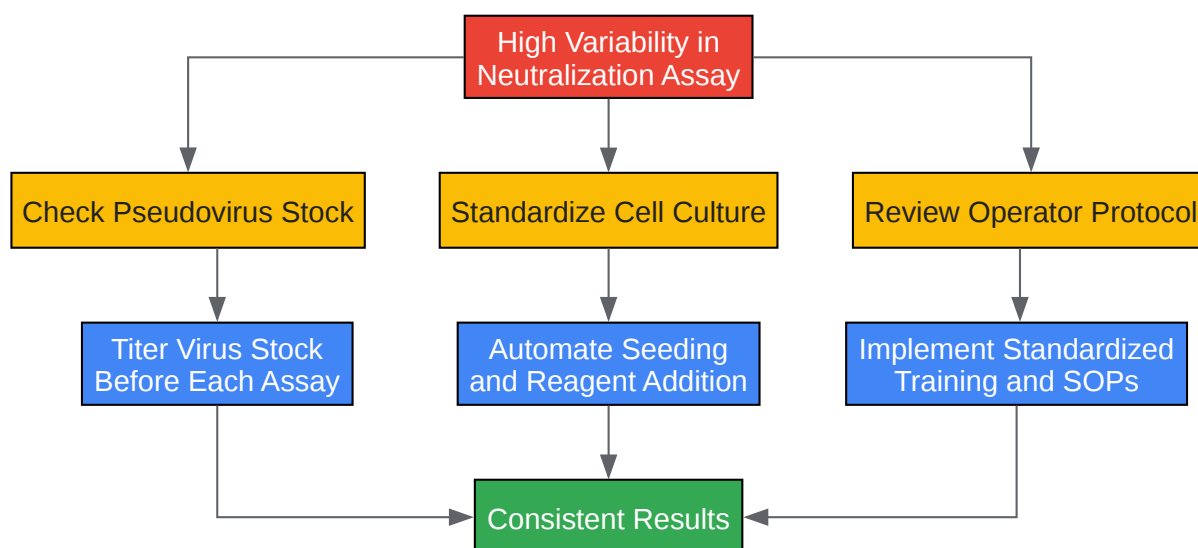 High Variability in
Neutralization Assay
Check Pseudovirus Stock
Standardize Cell Culture
Review Operator Protocol
Titer Virus Stock
Before Each Assay
Automate Seeding
and Reagent Addition
Implement Standardized
Training and SOPs
Consistent Results